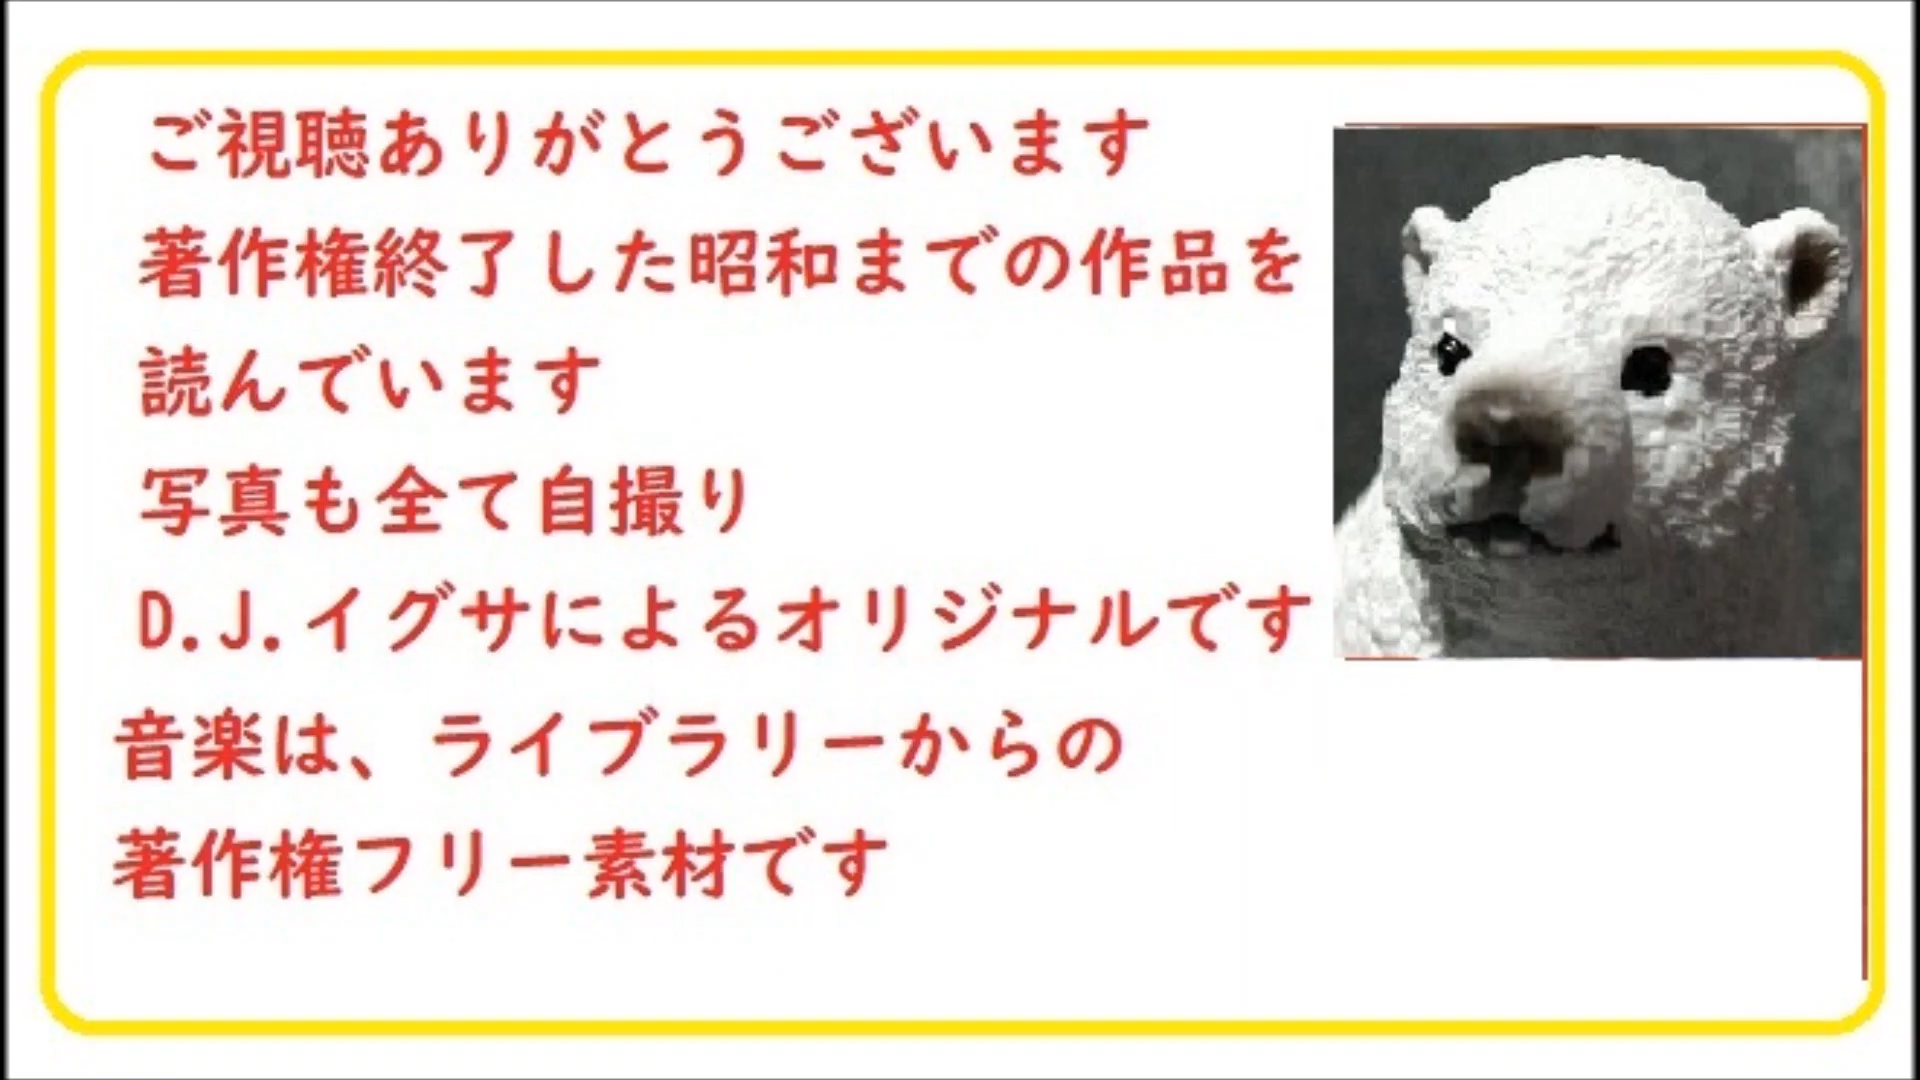 ご視聴ありがとうございます
著作権終了した昭和までの作品を
読んでいます
写真も全て自撮り
D.J.イグサによるオリジナルです
音楽は、ライブラリーからの
著作権フリー素材です